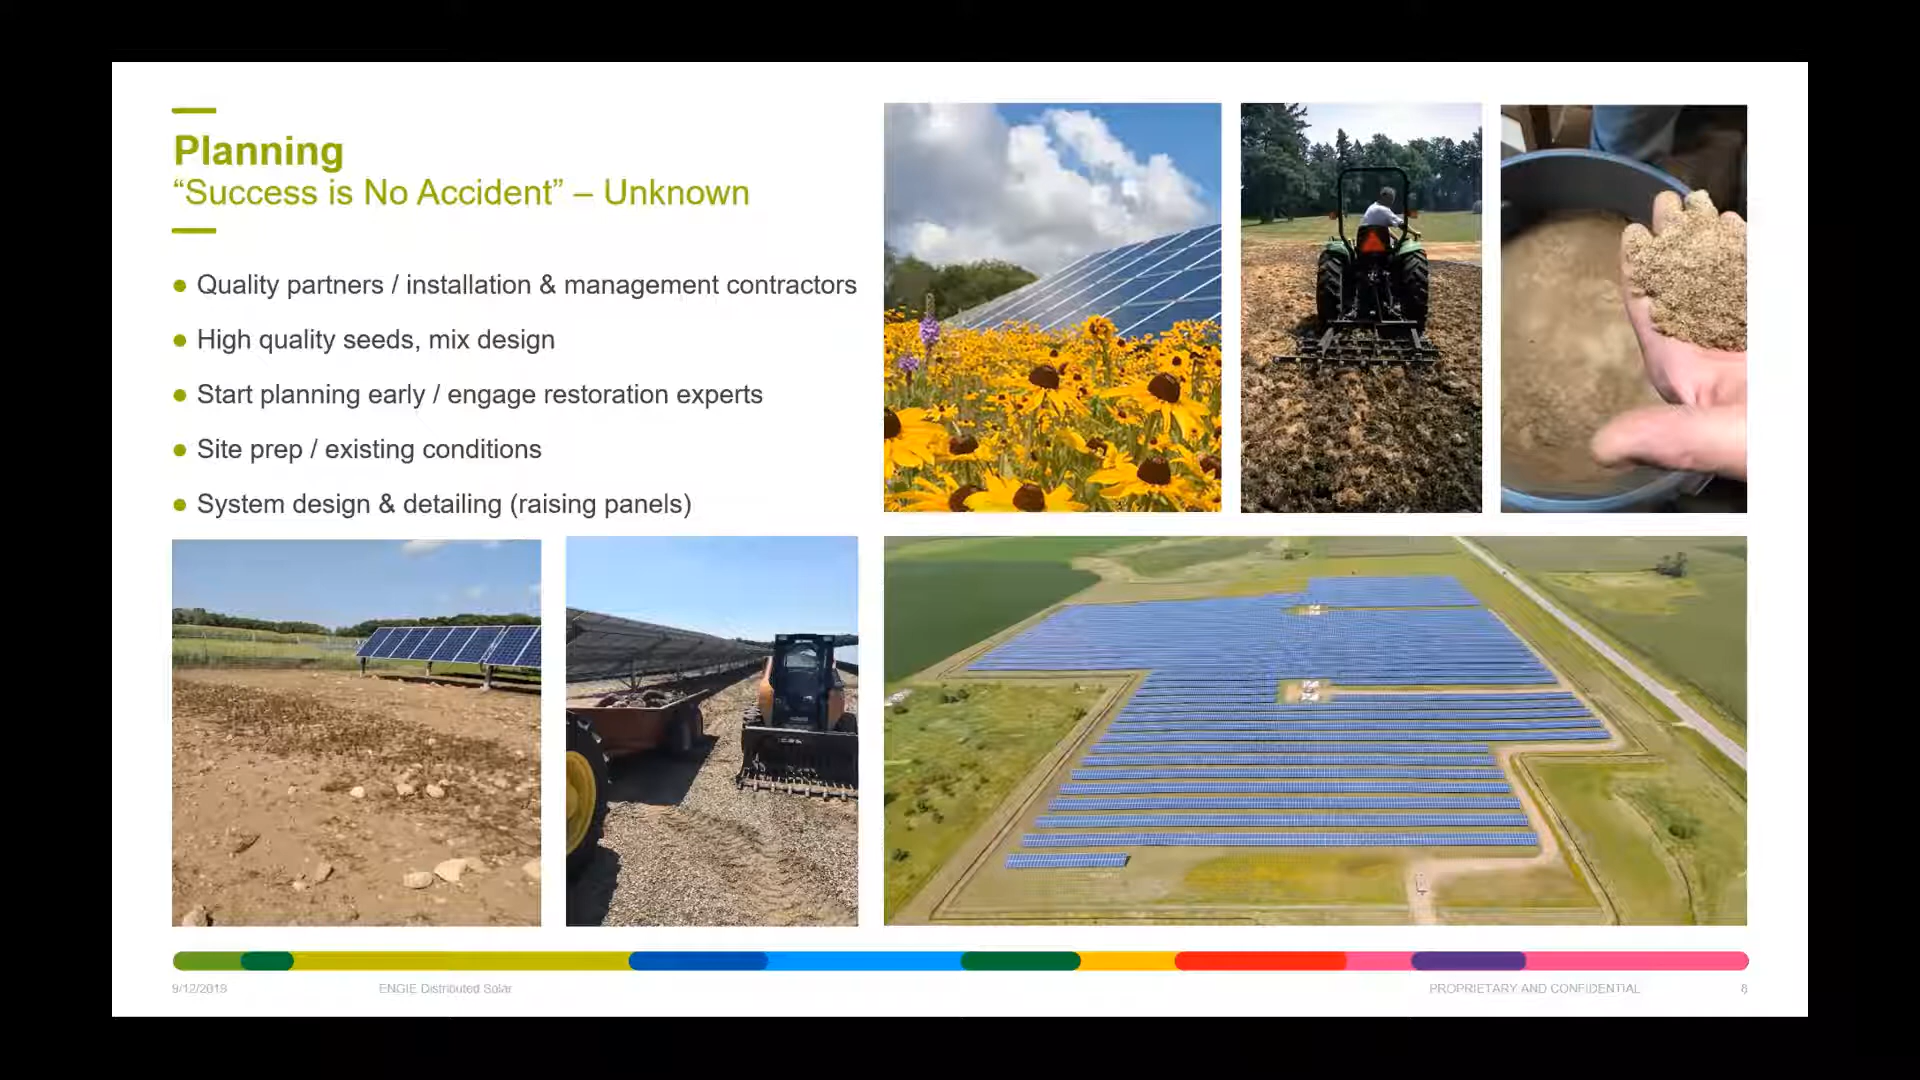 Planning
“Success is No Accident” – Unknown
Quality partners / installation & management contractors
High quality seeds, mix design
Start planning early / engage restoration experts
Site prep / existing conditions
System design & detailing (raising panels)
9/12/2019 ENGIE Distributed Solar PROPRIETARY AND CONFIDENTIAL 8